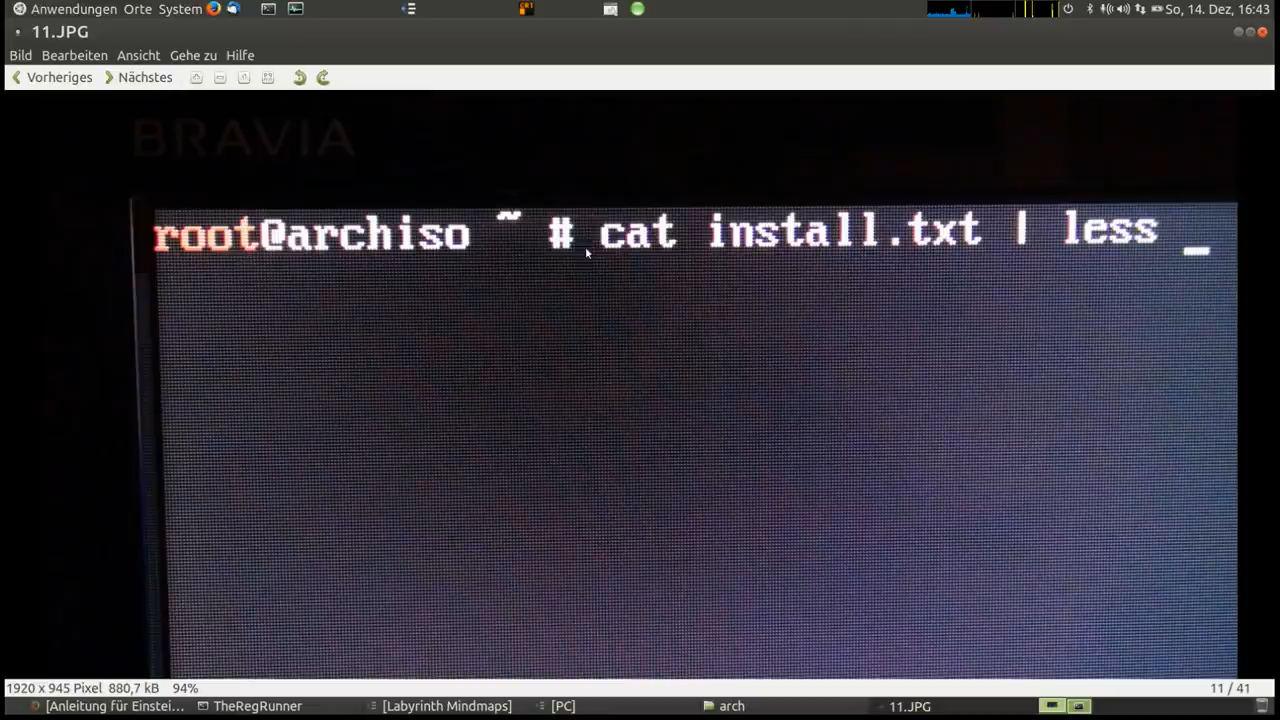 Anwendungen Orte System So, 14. Dez, 16:43
11.JPG
Bild Bearbeiten Ansicht Gehe zu Hilfe
Vorheriges Nächstes
BRAVIA
root@archiso ~ # cat install.txt | less _
1920 x 945 Pixel 880,7 kB 94% 11 / 41
[Anleitung für Einstei... TheRegRunner [Labyrinth Mindmaps] [PC] arch 11.JPG